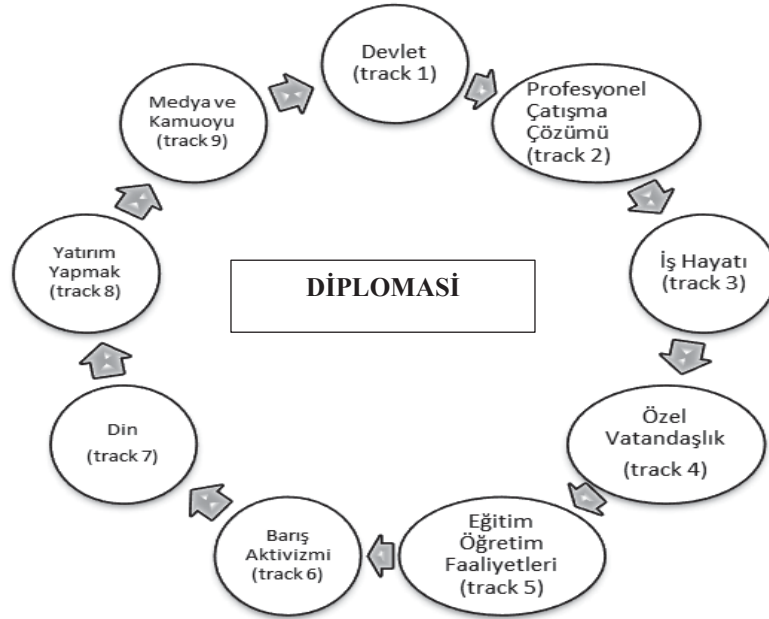 Devlet
(track 1)
Profesyonel
Çatışma
Çözümü
(track 2)
İş Hayatı
(track 3)
Özel
Vatandaşlık
(track 4)
Eğitim
Öğretim
Faaliyetleri
(track 5)
Barış
Aktivizmi
(track 6)
Din
(track 7)
Yatırım
Yapmak
(track 8)
Medya ve
Kamuoyu
(track 9)
DİPLOMASİ